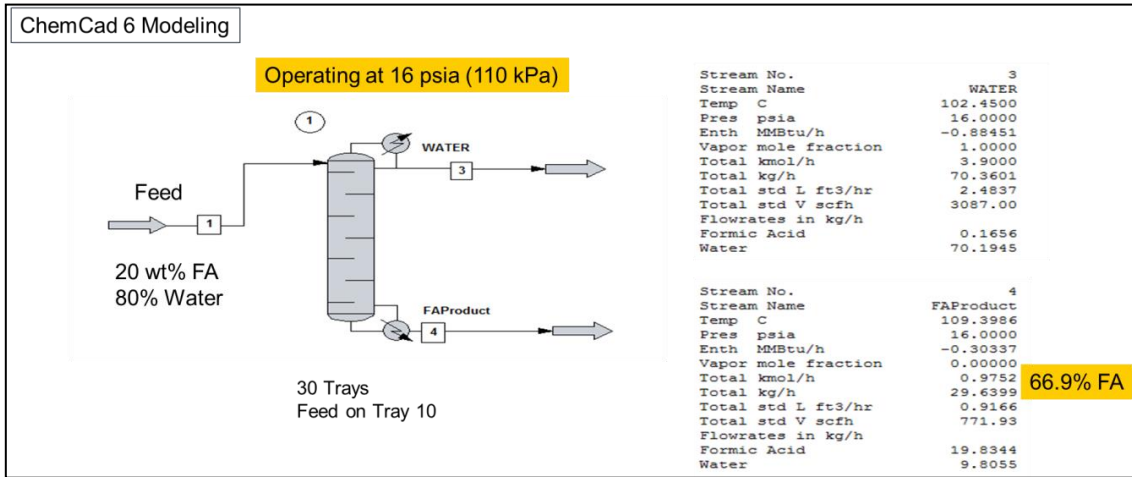 ChemCad 6 Modeling
Operating at 16 psia (110 kPa)
1
WATER
3
Feed
1
20 wt% FA
80% Water
FAProduct
4
30 Trays
Feed on Tray 10
Stream No. 3
Stream Name WATER
Temp C 102.4500
Pres psia 16.0000
Enth MMBtu/h -0.88451
Vapor mole fraction 1.0000
Total kmol/h 3.9000
Total kg/h 70.3601
Total std L ft3/hr 2.4837
Total std V scfh 3087.00
Flowrates in kg/h
Formic Acid 0.1656
Water 70.1945
Stream No. 4
Stream Name FAProduct
Temp C 109.3986
Pres psia 16.0000
Enth MMBtu/h -0.30337
Vapor mole fraction 0.00000
Total kmol/h 0.9752
Total kg/h 29.6399
Total std L ft3/hr 0.9166
Total std V scfh 771.93
Flowrates in kg/h
Formic Acid 19.8344
Water 9.8055
66.9% FA